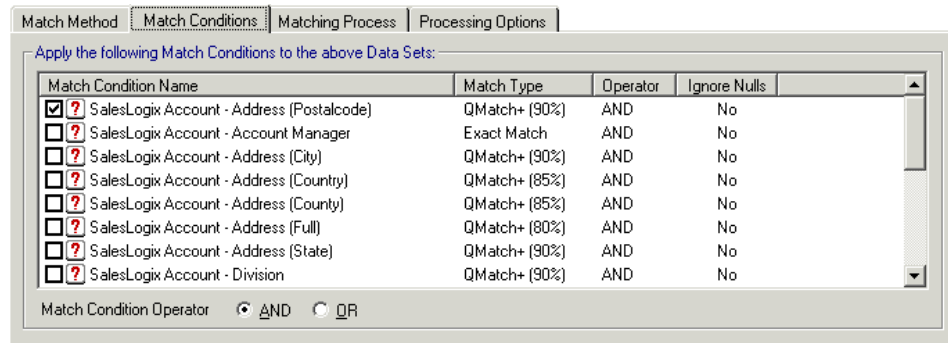 Match Method Match Conditions Matching Process Processing Options
Apply the following Match Conditions to the above Data Sets:
Match Condition Name Match Type Operator Ignore Nulls
? SalesLogix Account - Address (Postalcode) QMatch+ (90%) AND No
? SalesLogix Account - Account Manager Exact Match AND No
? SalesLogix Account - Address (City) QMatch+ (90%) AND No
? SalesLogix Account - Address (Country) QMatch+ (85%) AND No
? SalesLogix Account - Address (County) QMatch+ (85%) AND No
? SalesLogix Account - Address (Full) QMatch+ (80%) AND No
? SalesLogix Account - Address (State) QMatch+ (90%) AND No
? SalesLogix Account - Division QMatch+ (90%) AND No
Match Condition Operator AND OR